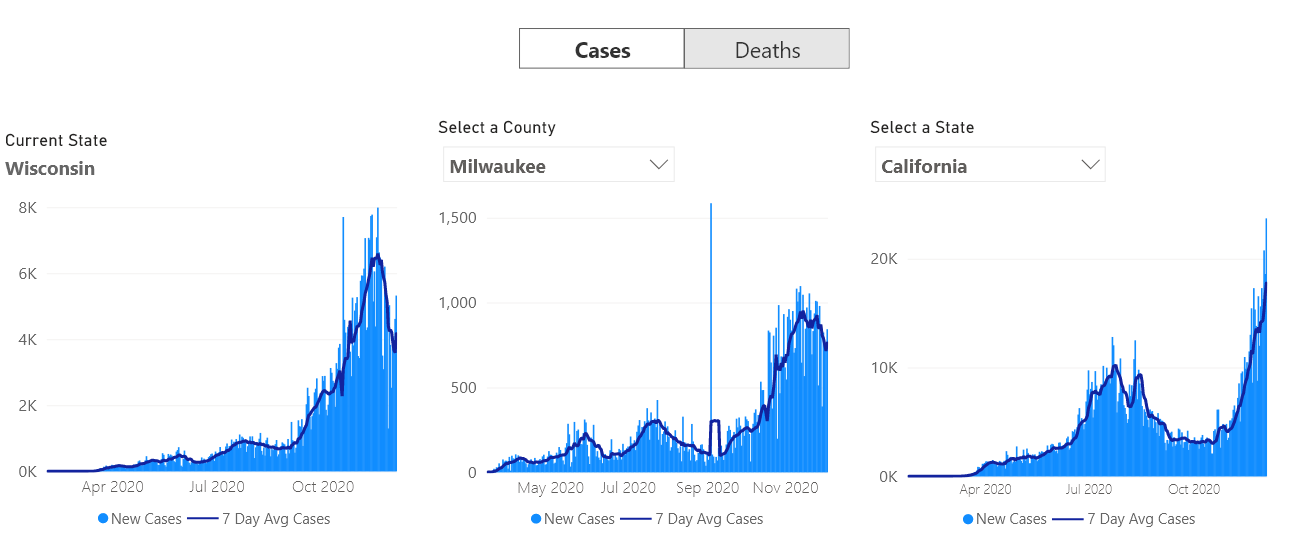 Cases Deaths
Current State
Wisconsin
8K
6K
4K
2K
0K
Apr 2020 Jul 2020 Oct 2020
New Cases 7 Day Avg Cases
Select a County
Milwaukee
1,500
1,000
500
0
May 2020 Jul 2020 Sep 2020 Nov 2020
New Cases 7 Day Avg Cases
Select a State
California
20K
10K
0K
Apr 2020 Jul 2020 Oct 2020
New Cases 7 Day Avg Cases